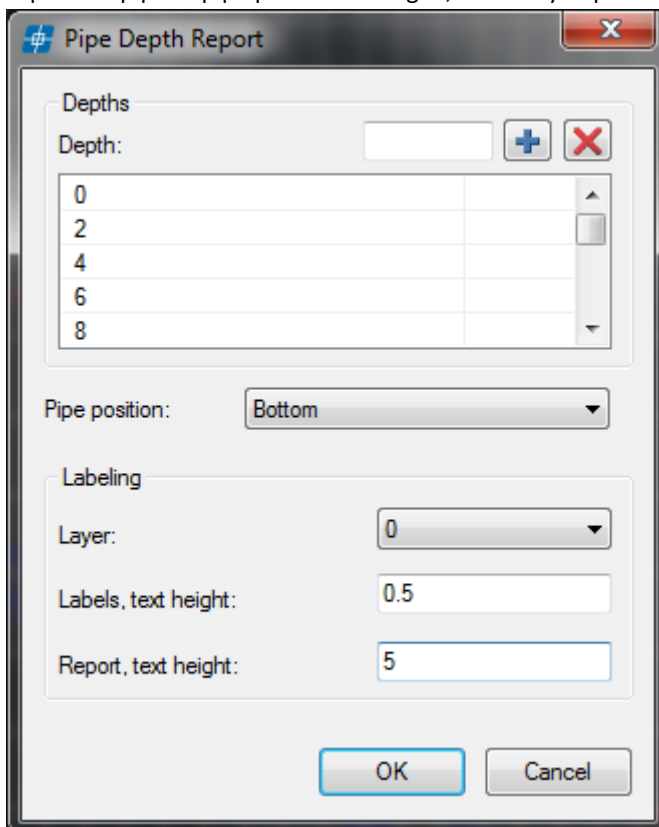 Pipe Depth Report
Depths
Depth:
0
2
4
6
8
Pipe position: Bottom
Labeling
Layer: 0
Labels, text height: 0.5
Report, text height: 5
OK Cancel